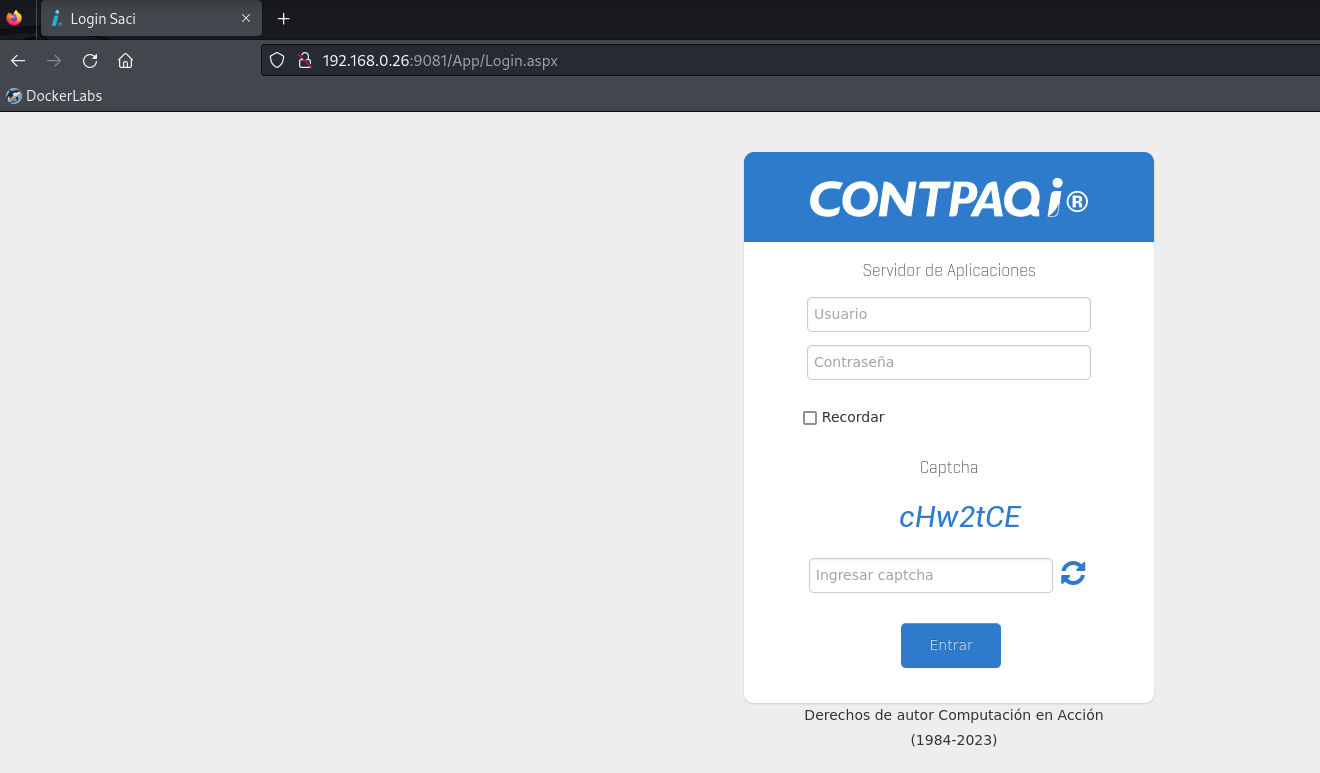 Login Saci
192.168.0.26:9081/App/Login.aspx
DockerLabs
CONTPAQi®
Servidor de Aplicaciones
Usuario
Contraseña
Recordar
Captcha
cHw2tCE
Ingresar captcha
Entrar
Derechos de autor Computación en Acción
(1984-2023)